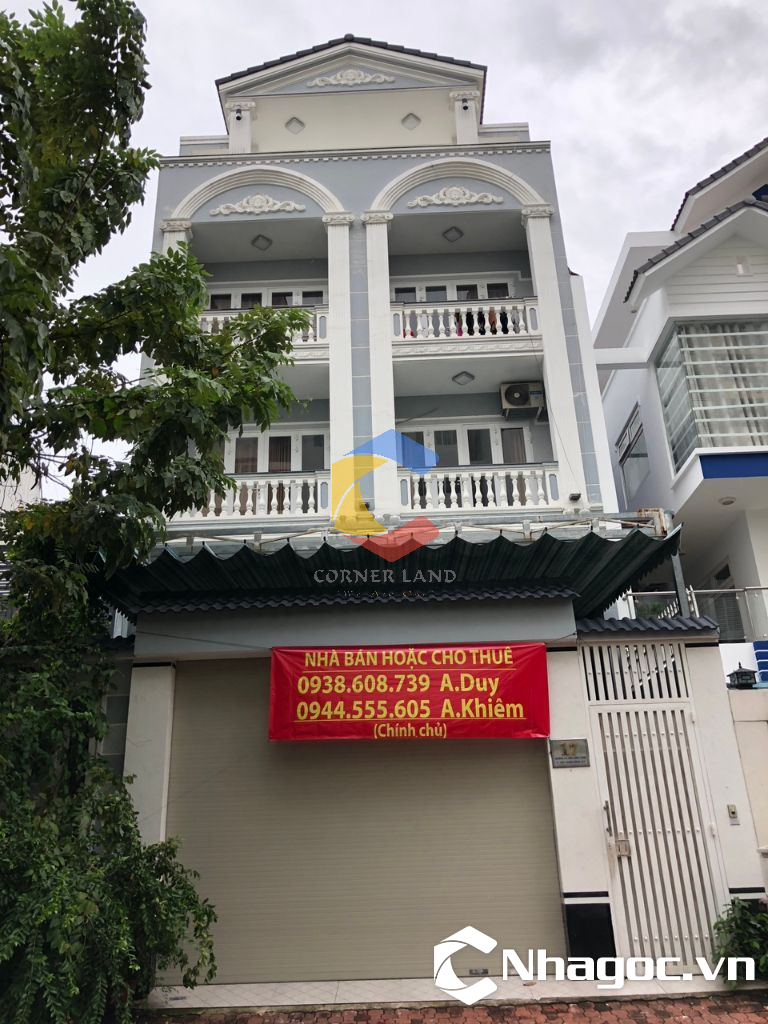 CORNER LAND
NHÀ BÁN HOẶC CHO THUÊ
0938.608.739 A.Duy
0944.555.605 A.Khiêm
(Chính chủ)
17
Nhagoc.vn